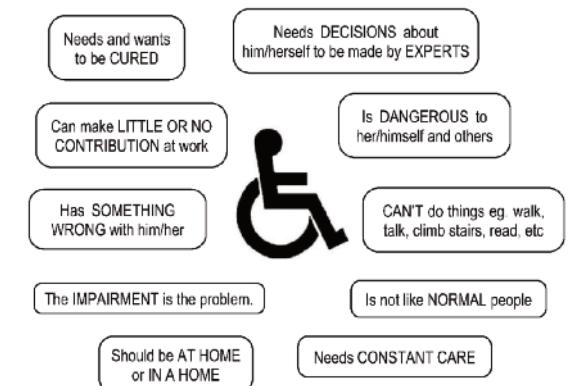 Needs and wants
to be CURED
Needs DECISIONS about
him/herself to be made by EXPERTS
Can make LITTLE OR NO
CONTRIBUTION at work
Is DANGEROUS to
her/himself and others
Has SOMETHING
WRONG with him/her
CAN'T do things eg. walk,
talk, climb stairs, read, etc
The IMPAIRMENT is the problem.
Is not like NORMAL people
Should be AT HOME
or IN A HOME
Needs CONSTANT CARE